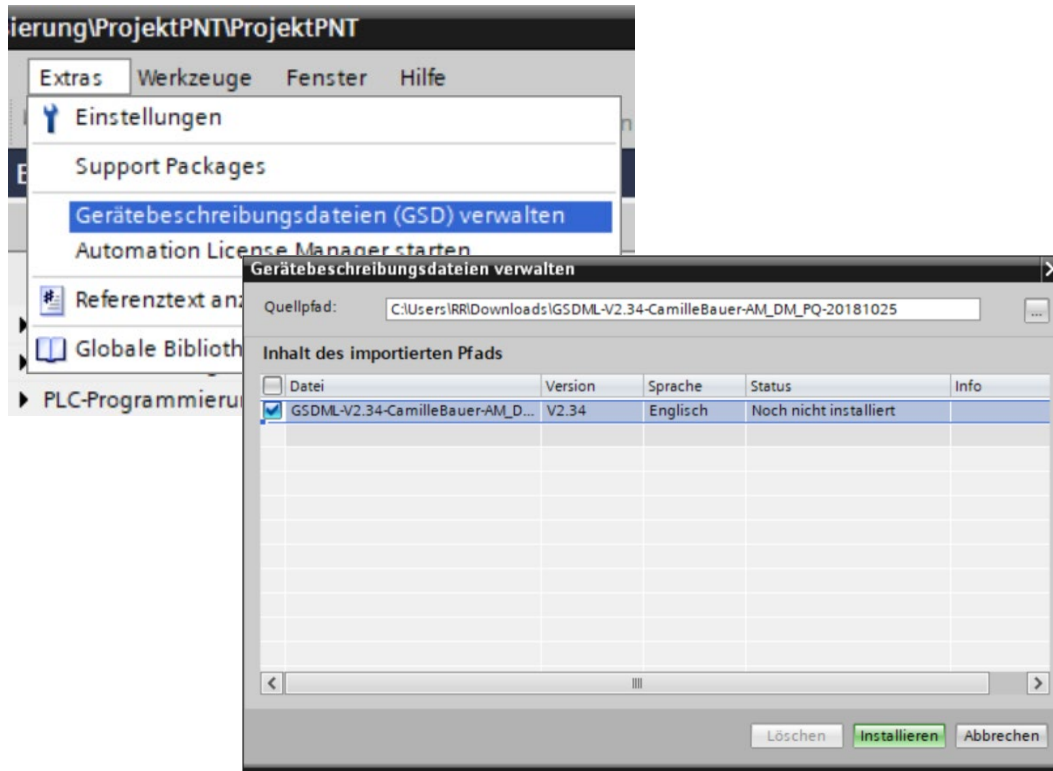 ierung\ProjektPNT\ProjektPNT
Extras Werkzeuge Fenster Hilfe
Einstellungen
Support Packages
Gerätebeschreibungsdateien (GSD) verwalten
Automation License Manager starten
Referenztext anz
Globale Biblioth
PLC-Programmieru
Gerätebeschreibungsdateien verwalten
Quellpfad: C:\Users\RR\Downloads\GSDML-V2.34-CamilleBauer-AM_DM_PQ-20181025 ...
Inhalt des importierten Pfads
Datei Version Sprache Status Info
GSDML-V2.34-CamilleBauer-AM_D... V2.34 Englisch Noch nicht installiert
Löschen Installieren Abbrechen